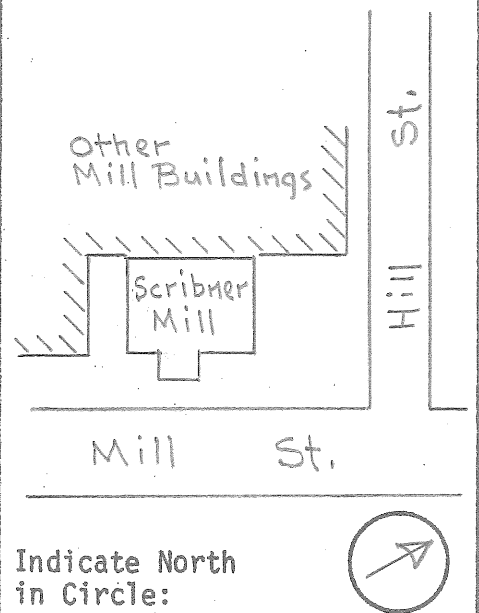 Other
Mill Buildings
Scribner
Mill
Hill St.
Mill St.
Indicate North
in Circle: